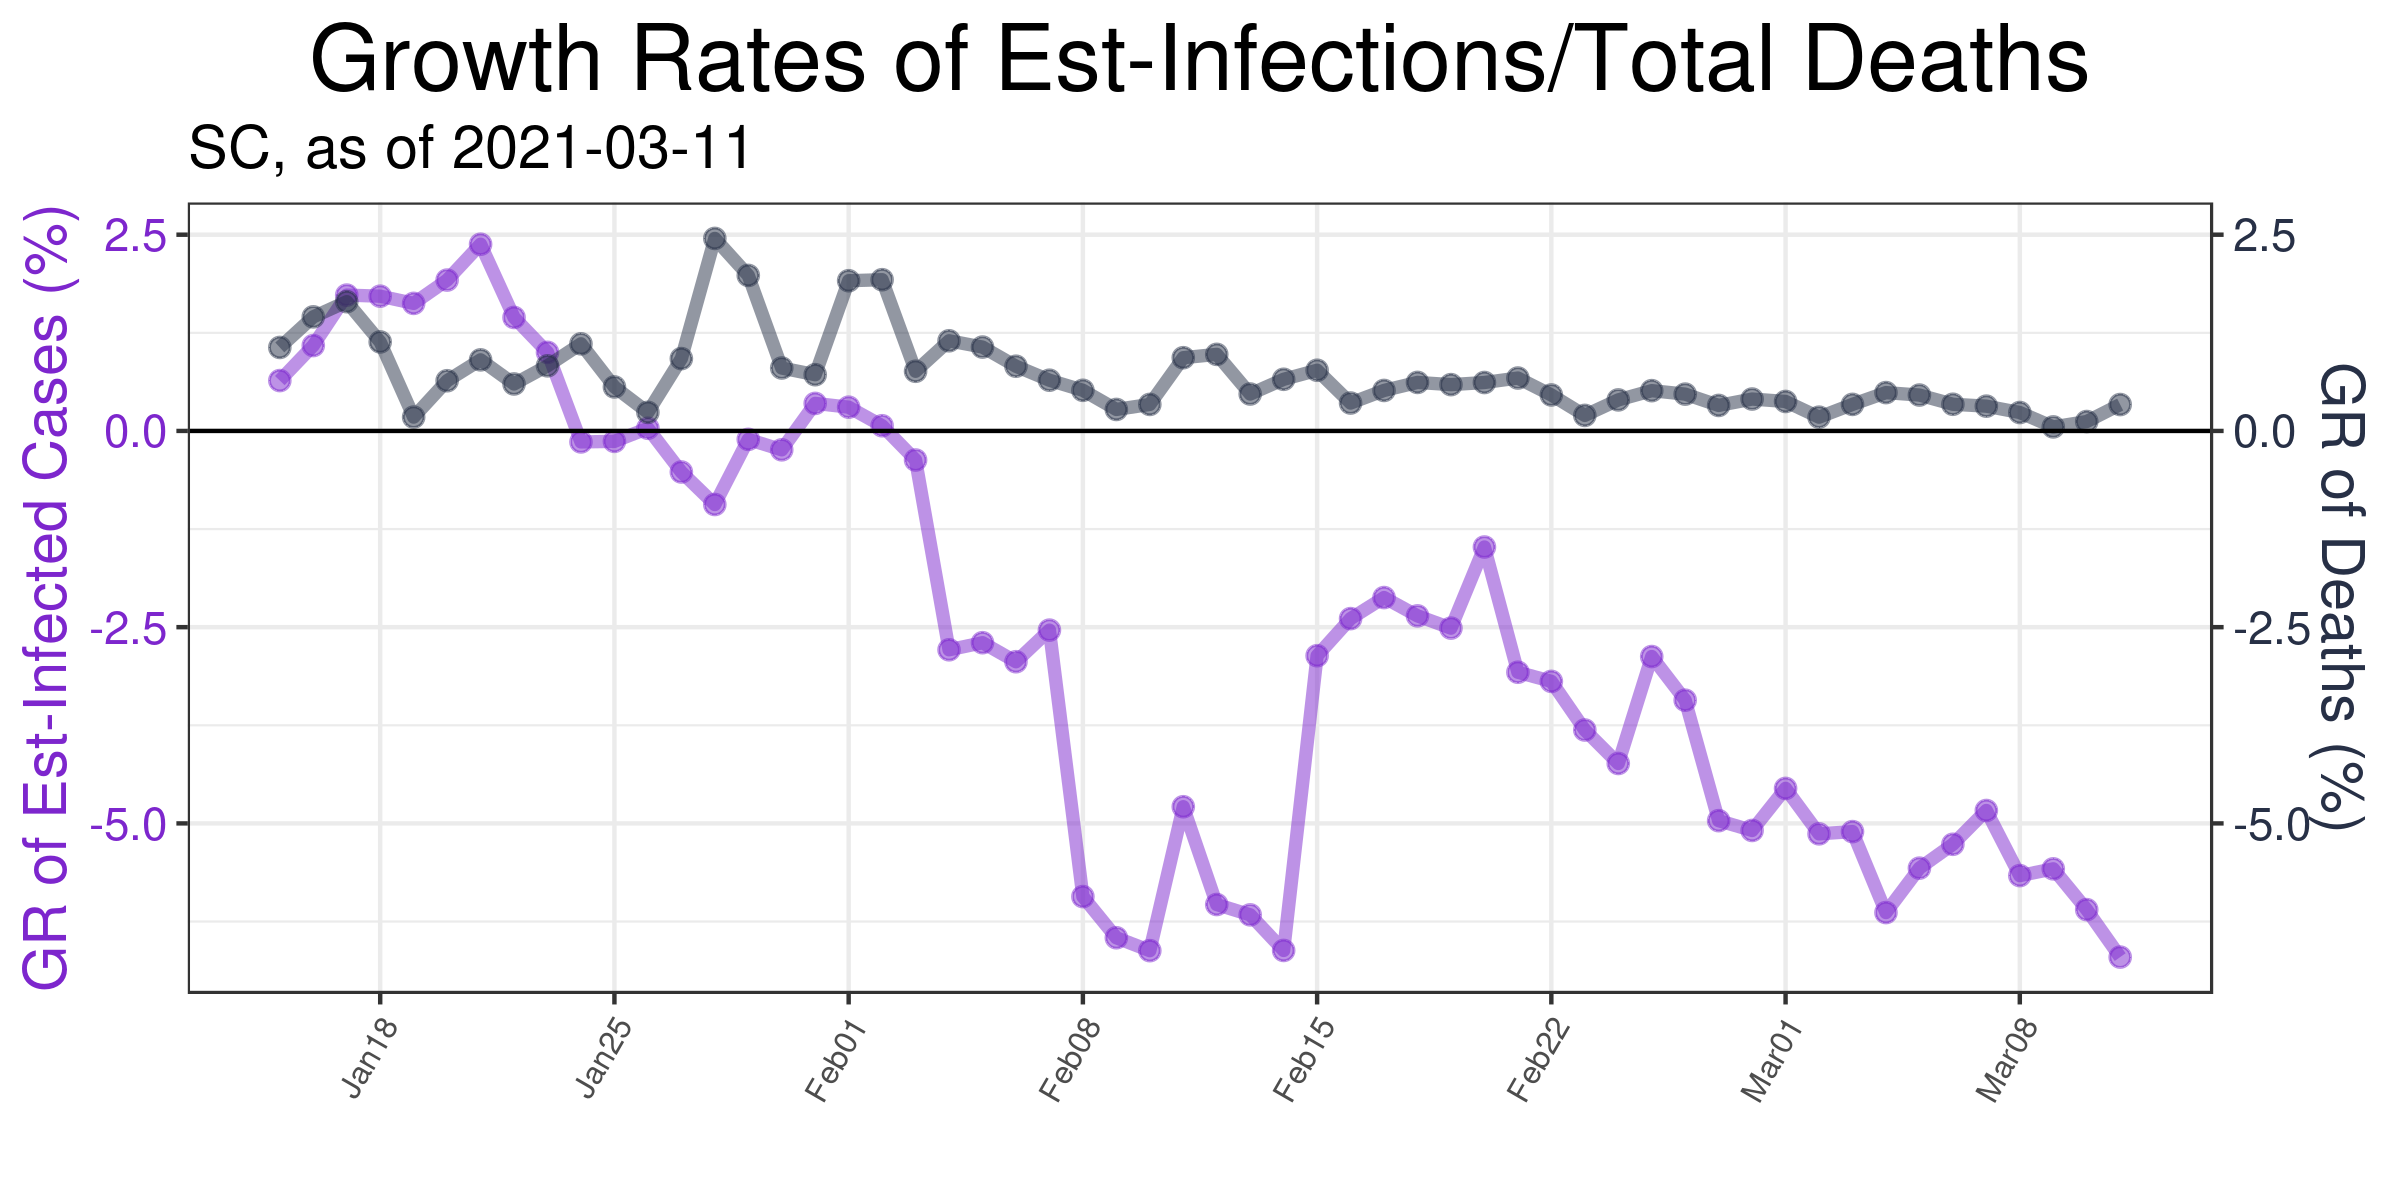 Growth Rates of Est-Infections/Total Deaths
SC, as of 2021-03-11
GR of Est-Infected Cases (%)
2.5
0.0
-2.5
-5.0
2.5
0.0
-2.5
-5.0
GR of Deaths (%)
Jan18
Jan25
Feb01
Feb08
Feb15
Feb22
Mar01
Mar08